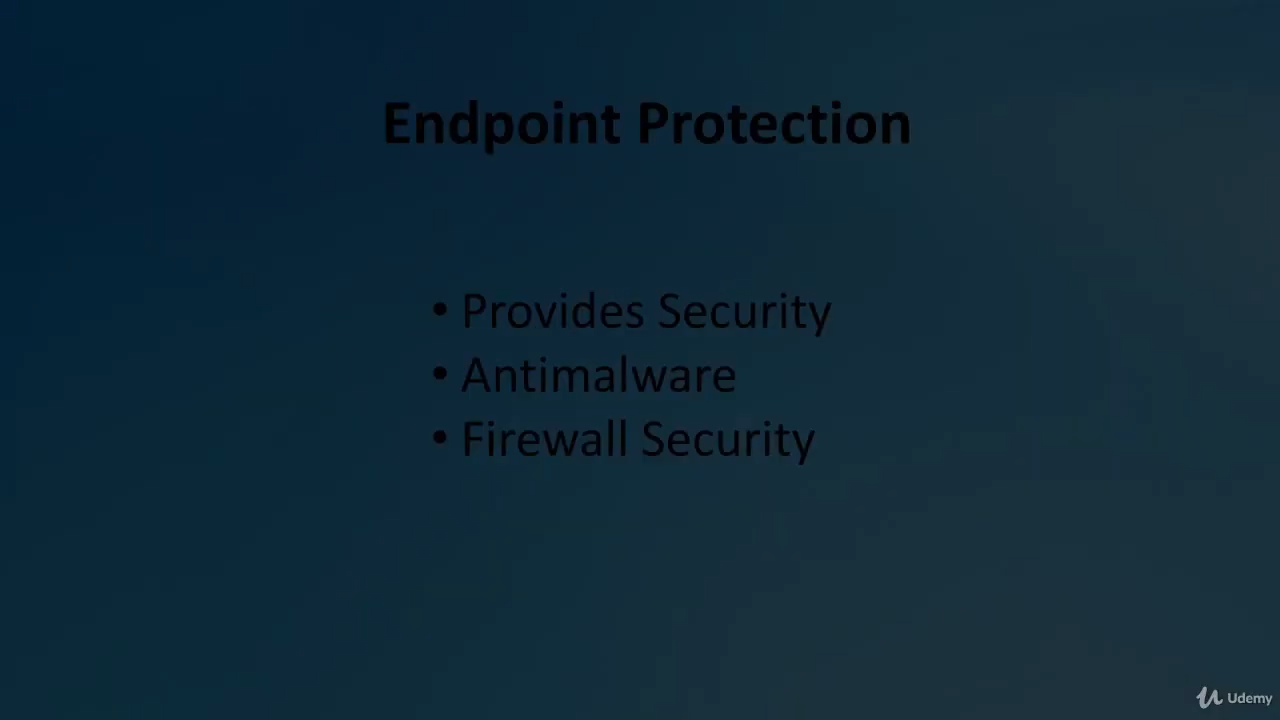 Endpoint Protection
• Provides Security
• Antimalware
• Firewall Security
Udemy